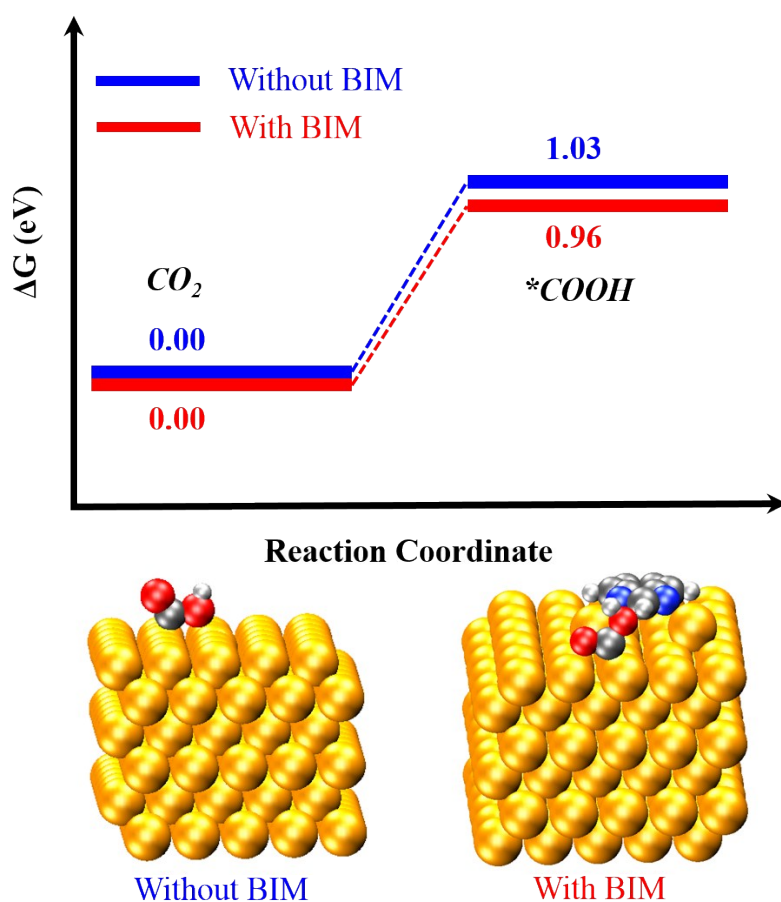 Without BIM
With BIM
1.03
0.96
CO₂
*COOH
0.00
0.00
ΔG (eV)
Reaction Coordinate
Without BIM
With BIM